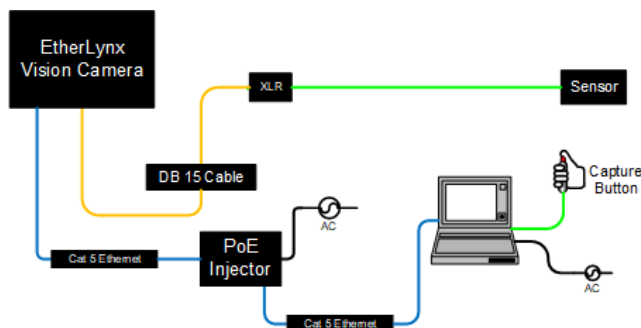 EtherLynx
Vision Camera
XLR
Sensor
DB 15 Cable
Capture
Button
AC
PoE
Injector
Cat 5 Ethernet
AC
Cat 5 Ethernet